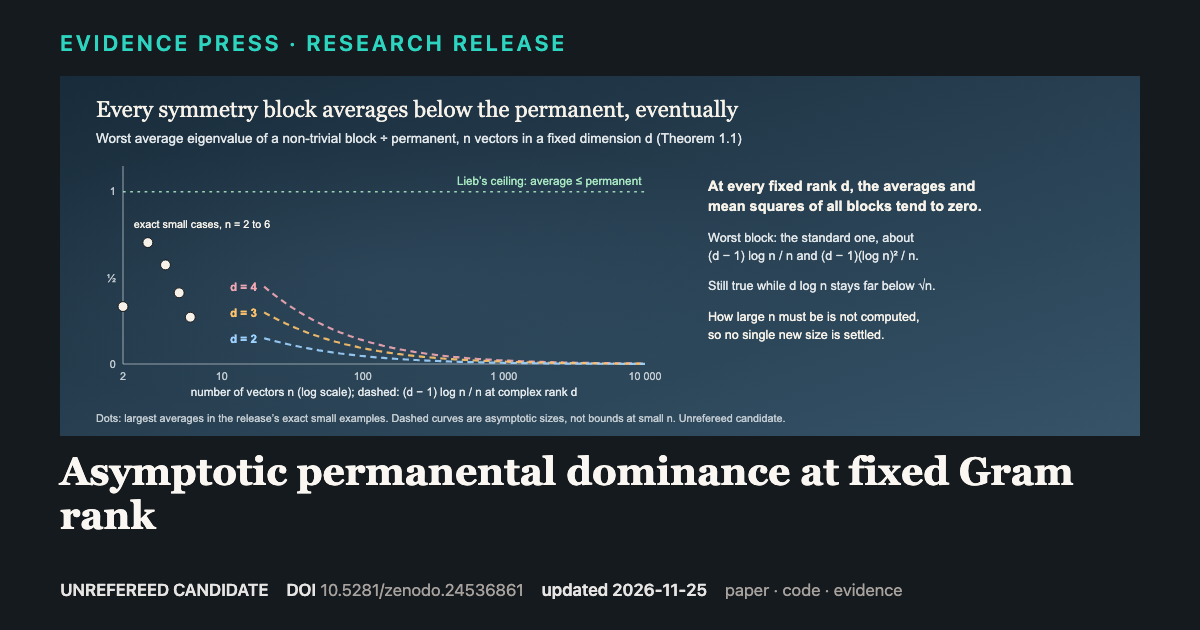 EVIDENCE PRESS · RESEARCH RELEASE
Every symmetry block averages below the permanent, eventually
Worst average eigenvalue of a non-trivial block ÷ permanent, n vectors in a fixed dimension d (Theorem 1.1)
Lieb's ceiling: average ≤ permanent
1
exact small cases, n = 2 to 6
½
d = 4
d = 3
d = 2
0
2 10 100 1 000 10 000
number of vectors n (log scale); dashed: (d − 1) log n / n at complex rank d
At every fixed rank d, the averages and
mean squares of all blocks tend to zero.
Worst block: the standard one, about
(d − 1) log n / n and (d − 1)(log n)² / n.
Still true while d log n stays far below √n.
How large n must be is not computed,
so no single new size is settled.
Dots: largest averages in the release's exact small examples. Dashed curves are asymptotic sizes, not bounds at small n. Unrefereed candidate.
Asymptotic permanental dominance at fixed Gram
rank
UNREFEREED CANDIDATE DOI 10.5281/zenodo.24536861 updated 2026-11-25 paper · code · evidence